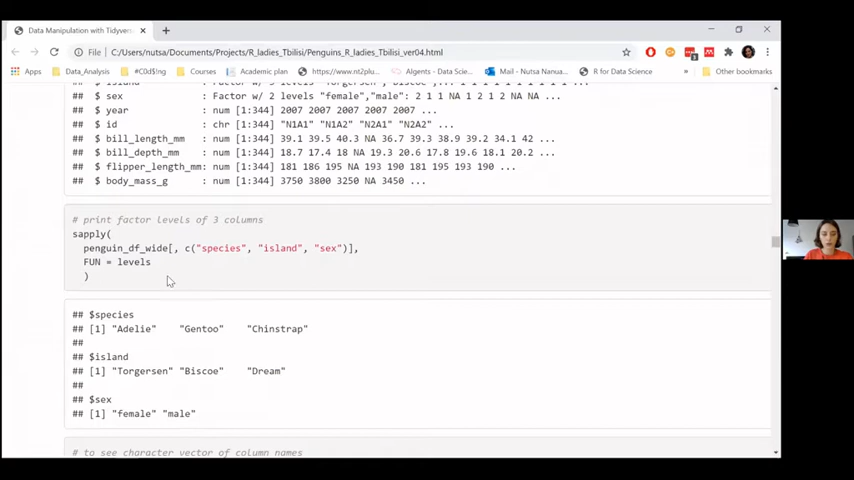 Data Manipulation with Tidyvers
File | C:/Users/nutsa/Documents/Projects/R_ladies_Tbilisi/Penguins_R_ladies_Tbilisi_ver04.html
Apps Data_Analysis #C0d$Ing Courses Academic plan https://www.nt2plu... Algents - Data Scie... Mail - Nutsa Nanua... R for Data Science » Other bookmarks
## $ sex : Factor w/ 2 levels "female","male": 2 1 1 NA 1 2 1 2 NA NA ...
## $ year : num [1:344] 2007 2007 2007 2007 2007 ...
## $ id : chr [1:344] "N1A1" "N1A2" "N2A1" "N2A2" ...
## $ bill_length_mm : num [1:344] 39.1 39.5 40.3 NA 36.7 39.3 38.9 39.2 34.1 42 ...
## $ bill_depth_mm : num [1:344] 18.7 17.4 18 NA 19.3 20.6 17.8 19.6 18.1 20.2 ...
## $ flipper_length_mm: num [1:344] 181 186 195 NA 193 190 181 195 193 190 ...
## $ body_mass_g : num [1:344] 3750 3800 3250 NA 3450 ...
# print factor levels of 3 columns
sapply(
penguin_df_wide[, c("species", "island", "sex")],
FUN = levels
)
## $species
## [1] "Adelie" "Gentoo" "Chinstrap"
##
## $island
## [1] "Torgersen" "Biscoe" "Dream"
##
## $sex
## [1] "female" "male"
# to see character vector of column names